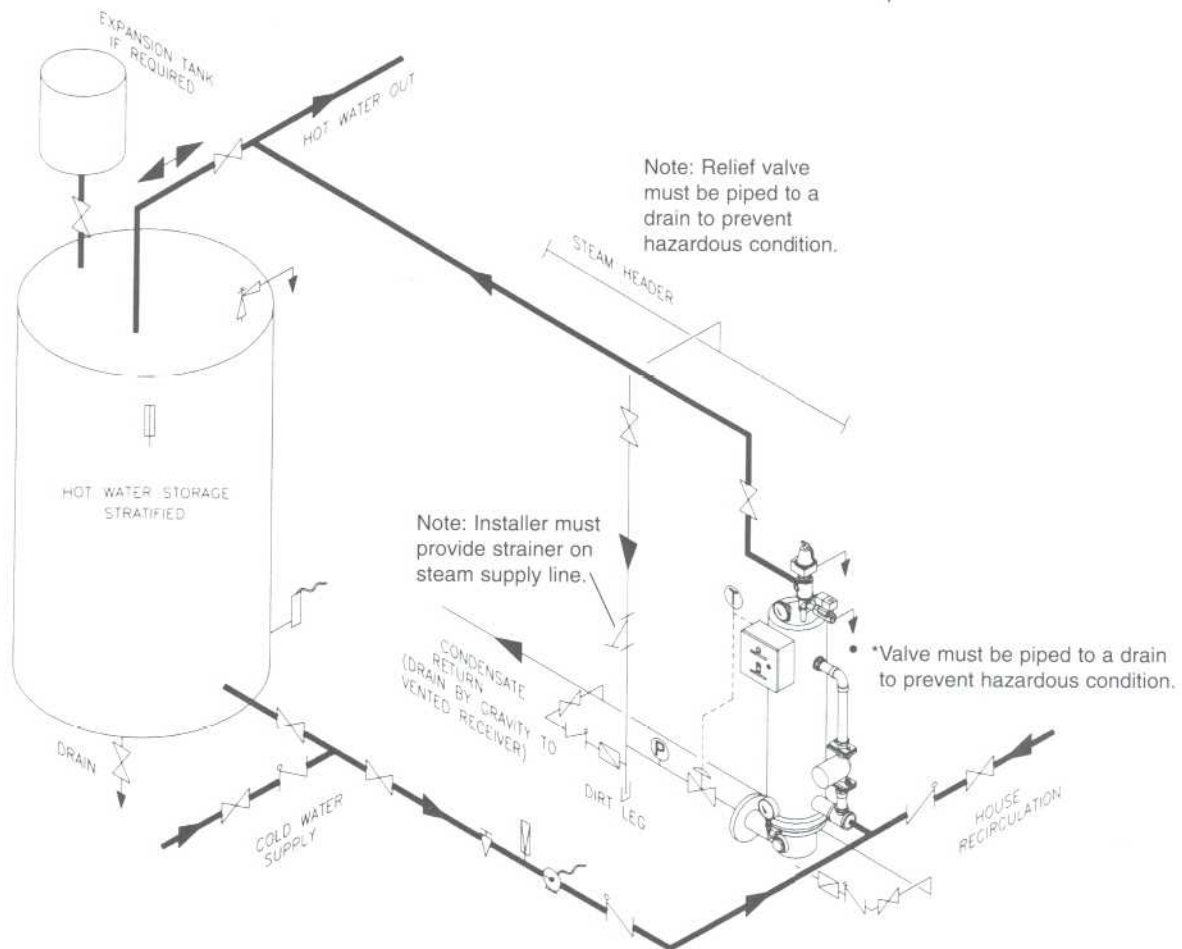 EXPANSION TANK
IF REQUIRED
HOT WATER OUT
Note: Relief valve
must be piped to a
drain to prevent
hazardous condition.
STEAM HEADER
HOT WATER STORAGE
STRATIFIED
Note: Installer must
provide strainer on
steam supply line.
T
CONDENSATE
RETURN
(DRAIN BY GRAVITY TO
VENTED RECEIVER)
*Valve must be piped to a drain
to prevent hazardous condition.
P
DRAIN
DIRT LEG
COLD WATER
SUPPLY
HOUSE
RECIRCULATION